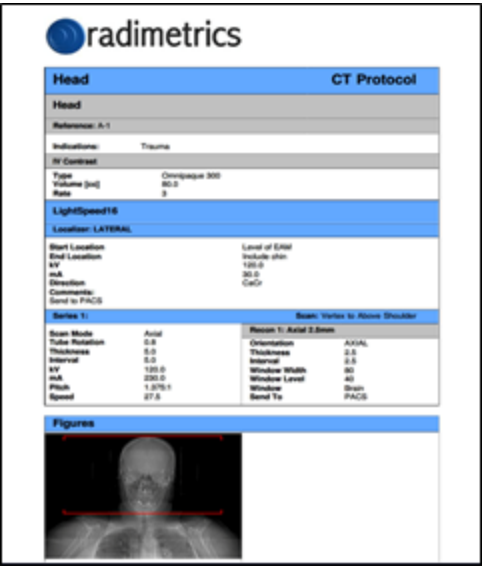 radimetrics
Head CT Protocol
Head
Reference: A-1
Indications: Trauma
IV Contrast
Type Omnipaque 300
Volume [cc] 80.0
Rate 3
LightSpeed16
Localizer: LATERAL
Start Location Level of EAM
End Location Include chin
kV 120.0
mA 30.0
Direction CaCr
Comments:
Send to PACS
Series 1: Scan: Vertex to Above Shoulder
Scan Mode Axial
Tube Rotation 0.8
Thickness 5.0
Interval 5.0
kV 120.0
mA 230.0
Pitch 1.375:1
Speed 27.5
Recon 1: Axial 2.5mm
Orientation AXIAL
Thickness 2.5
Interval 2.5
Window Width 80
Window Level 40
Window Brain
Send To PACS
Figures